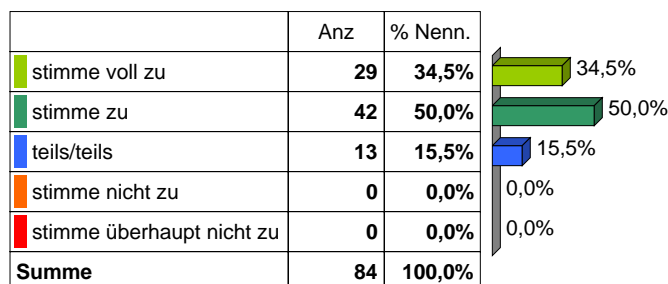 Anz % Nenn.
stimme voll zu 29 34,5% 34,5%
stimme zu 42 50,0% 50,0%
teils/teils 13 15,5% 15,5%
stimme nicht zu 0 0,0% 0,0%
stimme überhaupt nicht zu 0 0,0% 0,0%
Summe 84 100,0%